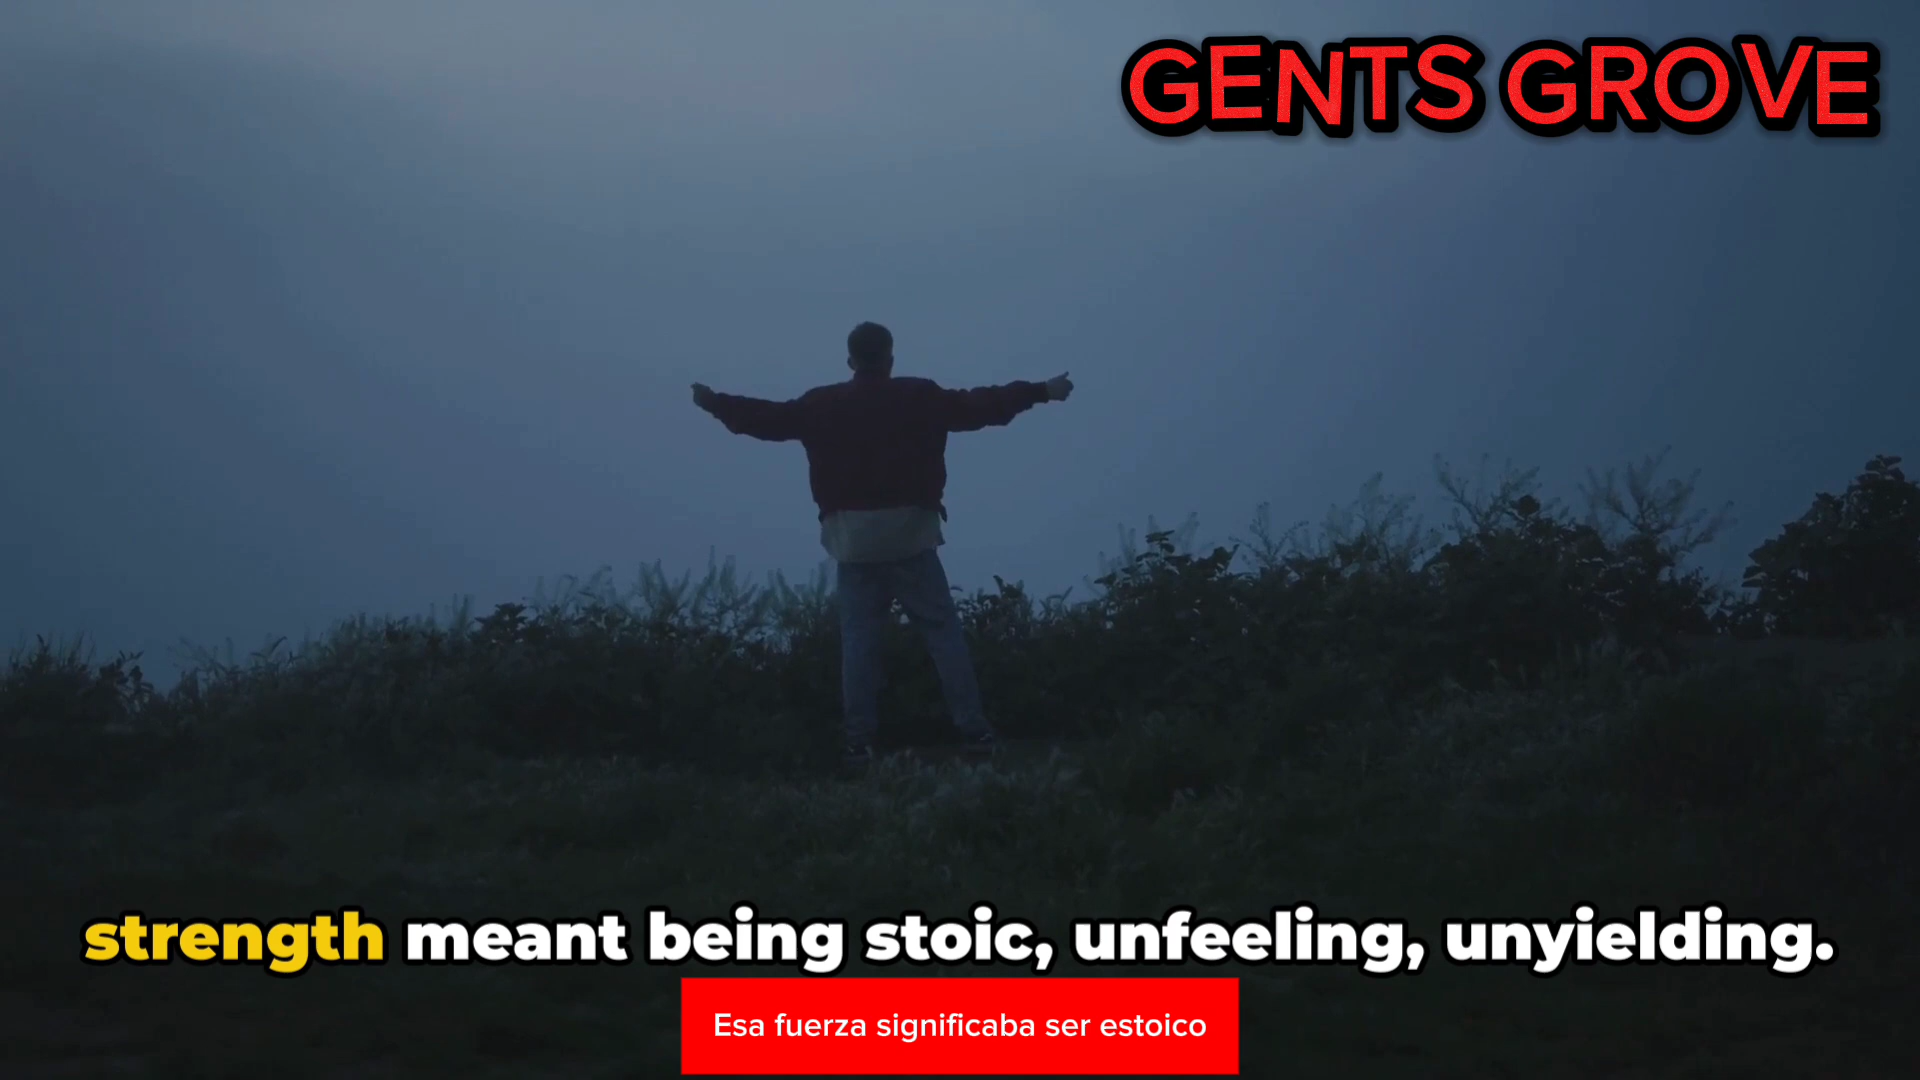 GENTS GROVE
strength meant being stoic, unfeeling, unyielding.
Esa fuerza significaba ser estoico